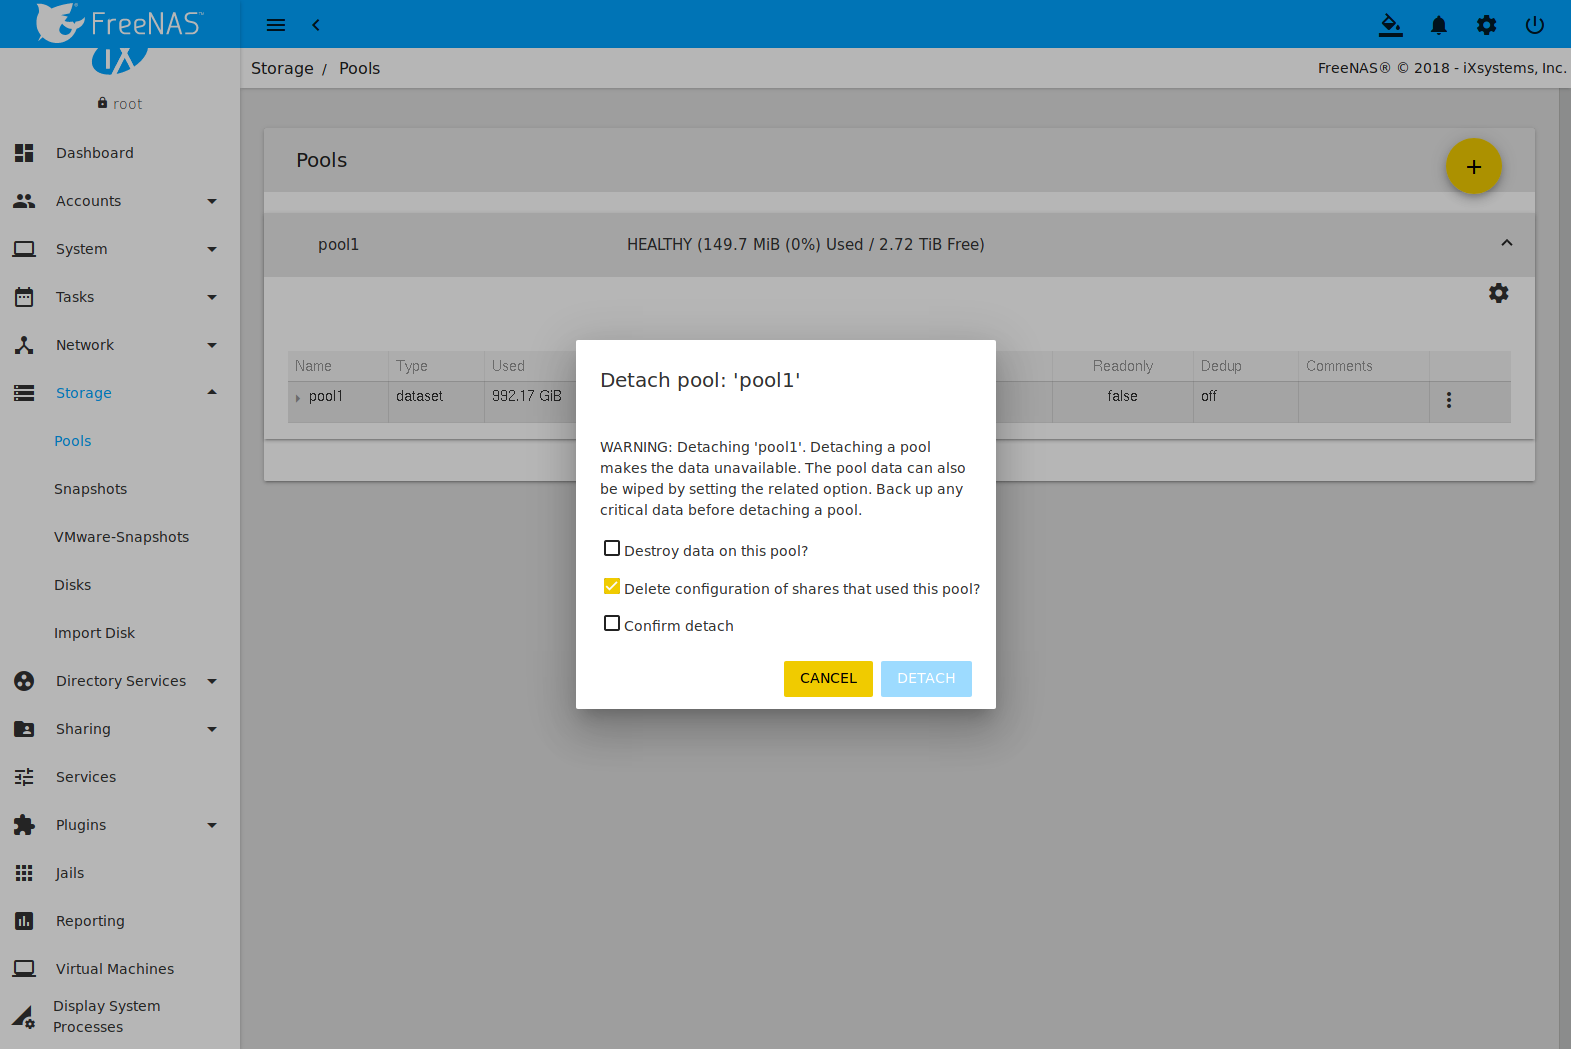 FreeNAS™
Storage / Pools
FreeNAS® © 2018 - iXsystems, Inc.
iX
root
Dashboard
Accounts
System
Tasks
Network
Storage
Pools
Snapshots
VMware-Snapshots
Disks
Import Disk
Directory Services
Sharing
Services
Plugins
Jails
Reporting
Virtual Machines
Display System
Processes
Pools
pool1 HEALTHY (149.7 MiB (0%) Used / 2.72 TiB Free)
Name Type Used Readonly Dedup Comments
pool1 dataset 992.17 GiB false off
Detach pool: 'pool1'
WARNING: Detaching 'pool1'. Detaching a pool
makes the data unavailable. The pool data can also
be wiped by setting the related option. Back up any
critical data before detaching a pool.
Destroy data on this pool?
Delete configuration of shares that used this pool?
Confirm detach
CANCEL DETACH